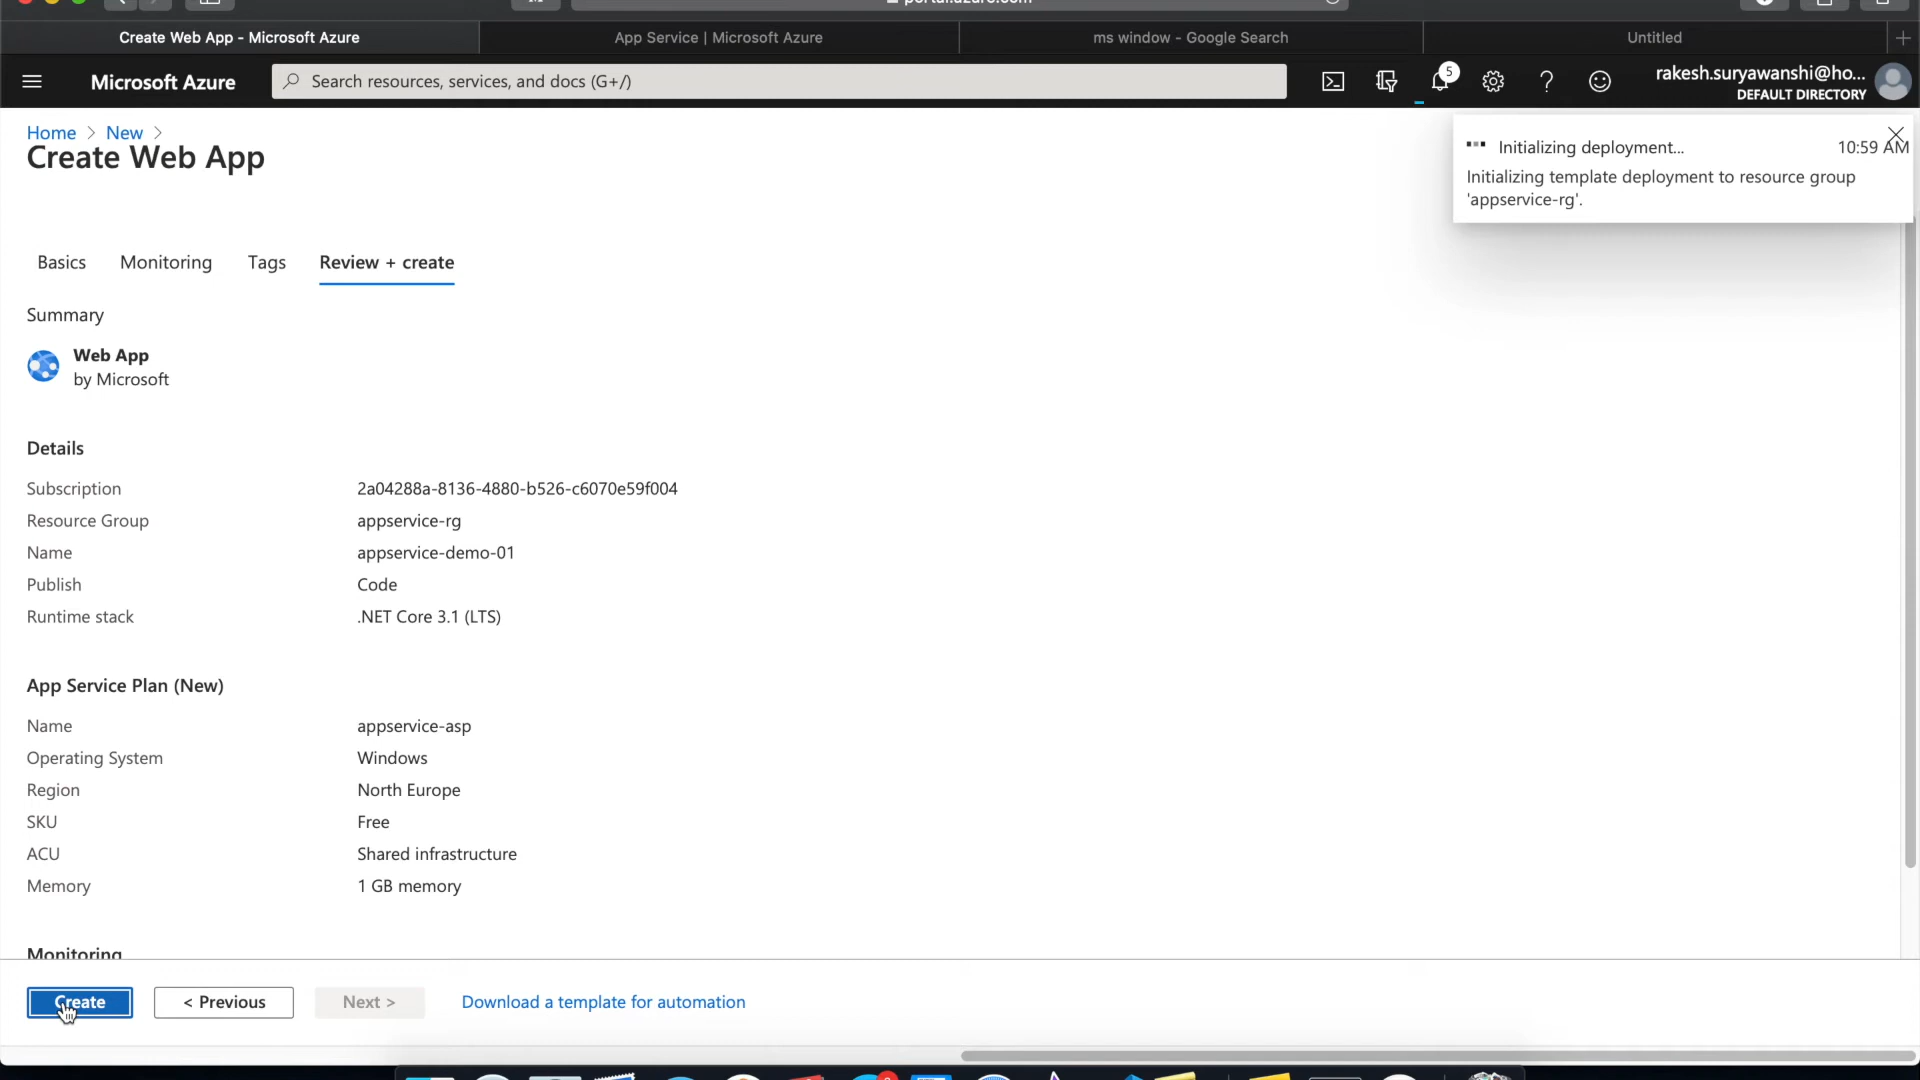 Create Web App - Microsoft Azure
App Service | Microsoft Azure
ms window - Google Search
Untitled
Microsoft Azure
Search resources, services, and docs (G+/)
5
rakesh.suryawanshi@ho...
DEFAULT DIRECTORY
Home > New >
Create Web App
Initializing deployment...
10:59 AM
Initializing template deployment to resource group
'appservice-rg'.
Basics
Monitoring
Tags
Review + create
Summary
Web App
by Microsoft
Details
Subscription 2a04288a-8136-4880-b526-c6070e59f004
Resource Group appservice-rg
Name appservice-demo-01
Publish Code
Runtime stack .NET Core 3.1 (LTS)
App Service Plan (New)
Name appservice-asp
Operating System Windows
Region North Europe
SKU Free
ACU Shared infrastructure
Memory 1 GB memory
Monitoring
Create
< Previous
Next >
Download a template for automation